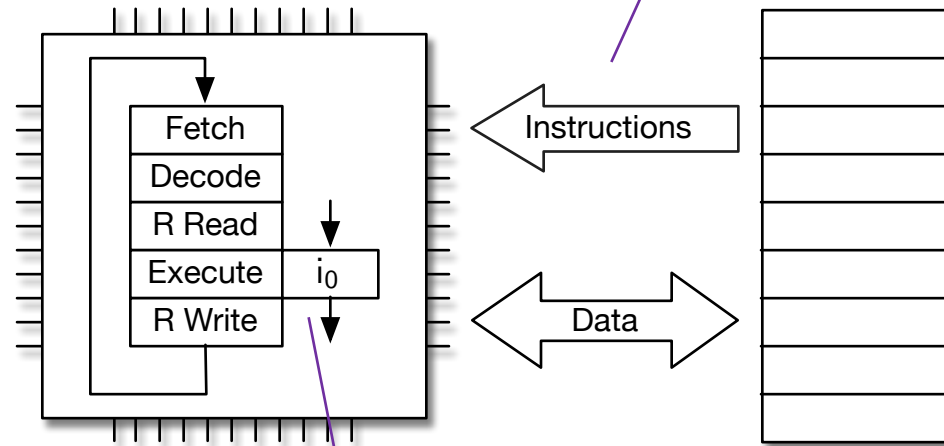 Fetch
Decode
R Read
Execute
i₀
R Write
Instructions
Data